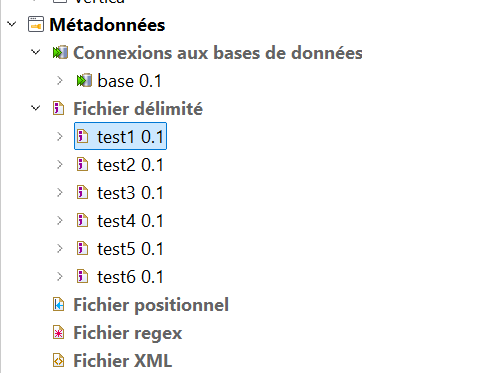 Métadonnées
Connexions aux bases de données
base 0.1
Fichier délimité
test1 0.1
test2 0.1
test3 0.1
test4 0.1
test5 0.1
test6 0.1
Fichier positionnel
Fichier regex
Fichier XML